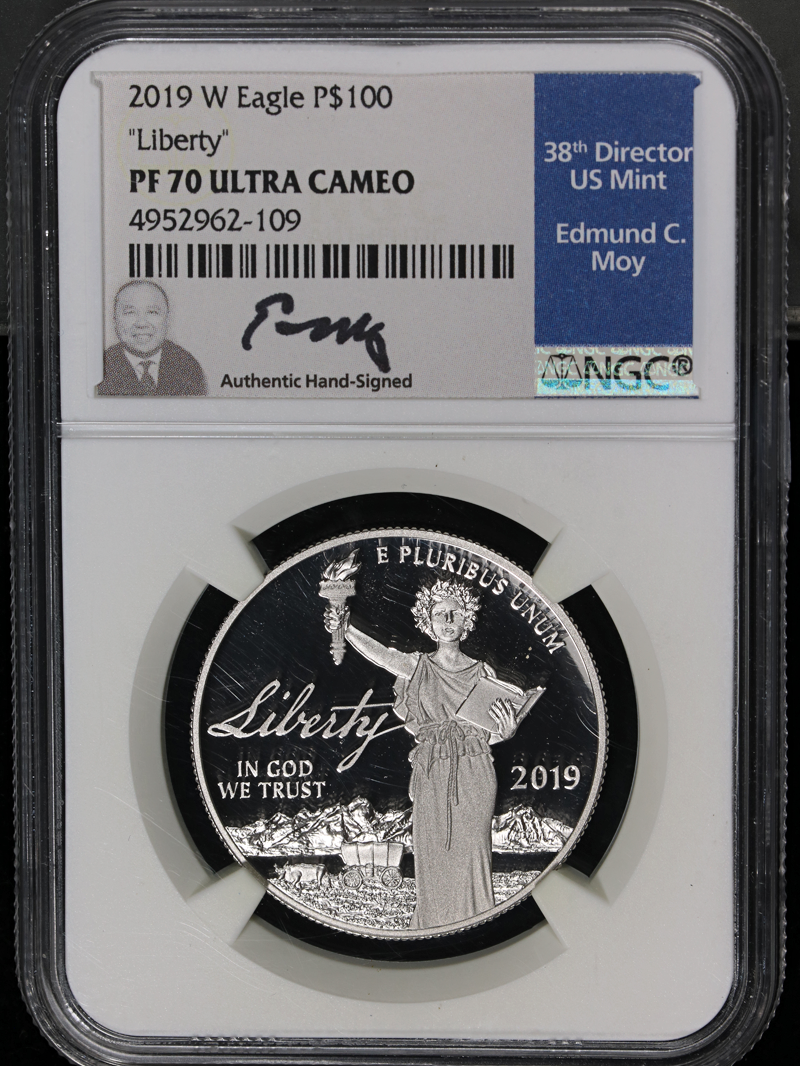 2019 W Eagle P$100
"Liberty"
PF 70 ULTRA CAMEO
4952962-109
Authentic Hand-Signed
38th Director
US Mint
Edmund C.
Moy
NGC®
E PLURIBUS UNUM
Liberty
IN GOD
WE TRUST
2019